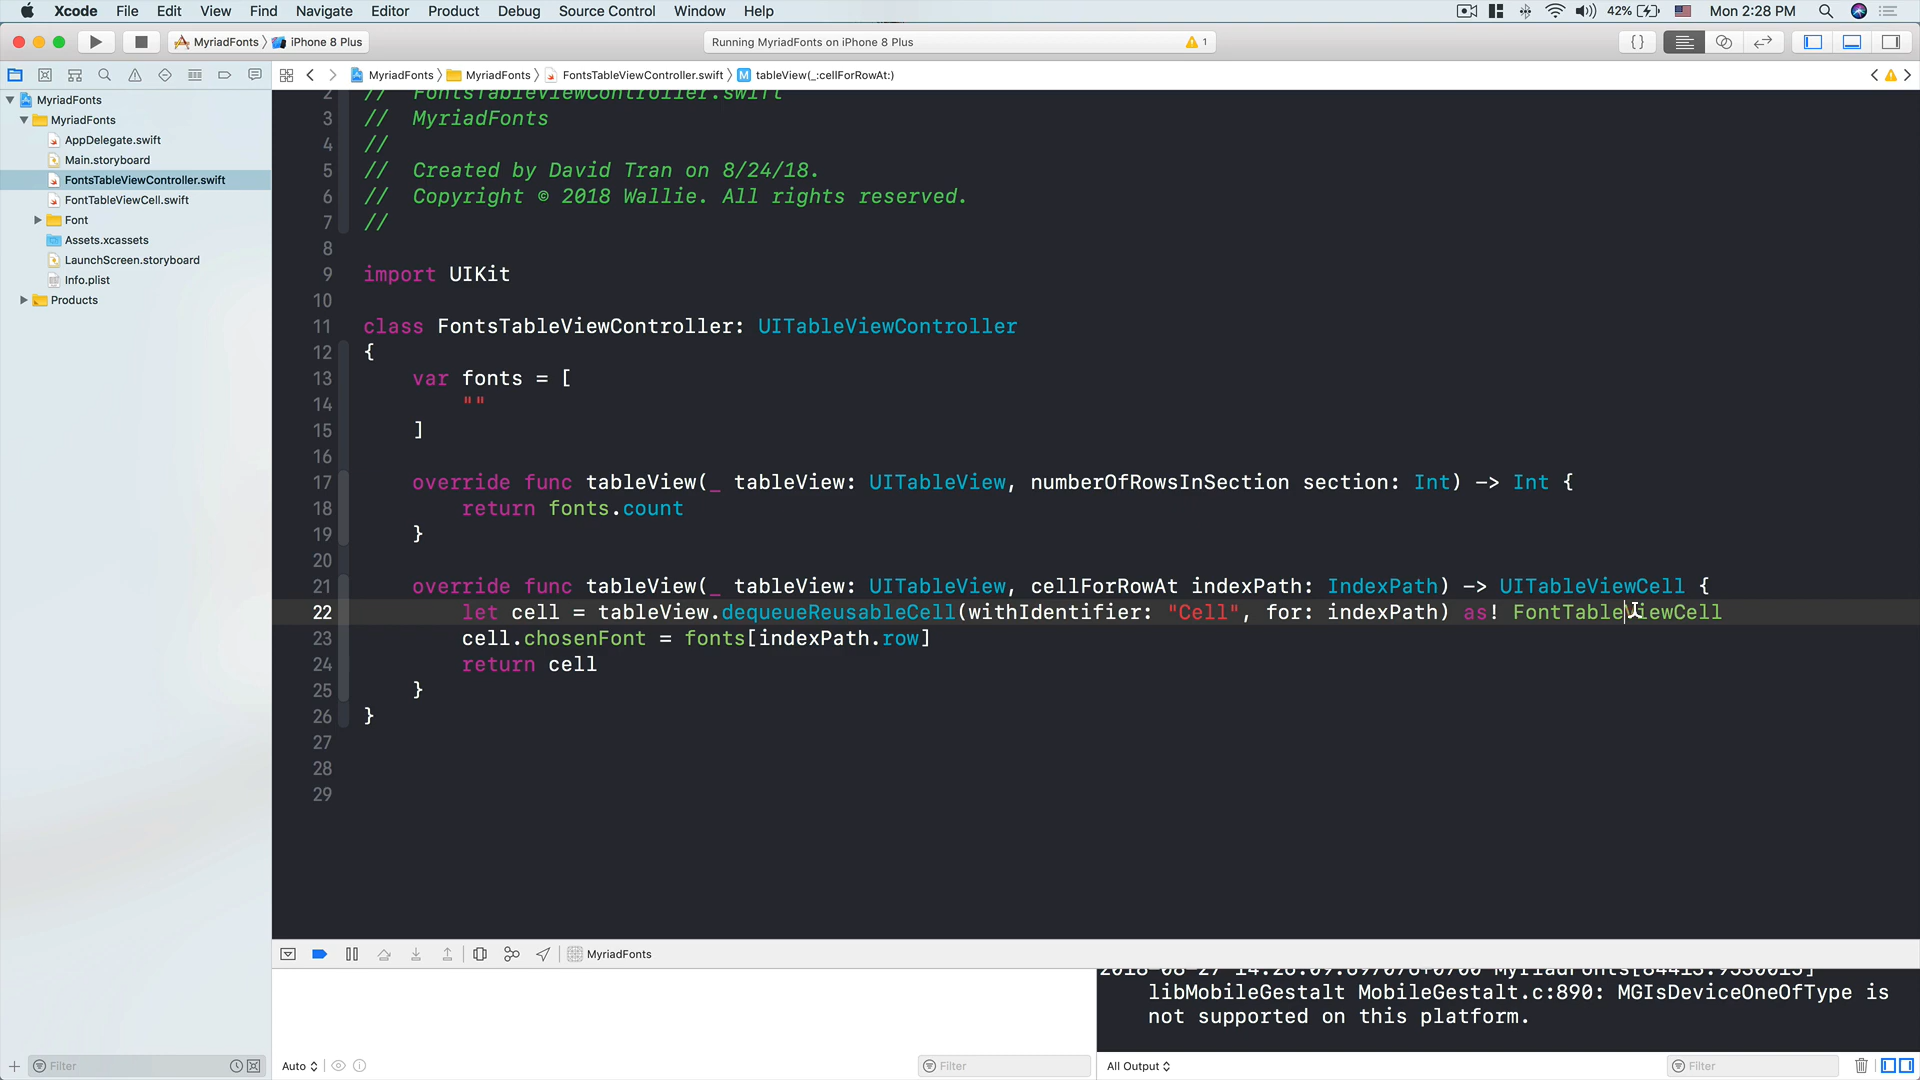 Xcode File Edit View Find Navigate Editor Product Debug Source Control Window Help 42% Mon 2:28 PM
MyriadFonts iPhone 8 Plus Running MyriadFonts on iPhone 8 Plus 1
MyriadFonts MyriadFonts FontsTableViewController.swift M tableView(_:cellForRowAt:)
MyriadFonts
MyriadFonts
AppDelegate.swift
Main.storyboard
FontsTableViewController.swift
FontTableViewCell.swift
Font
Assets.xcassets
LaunchScreen.storyboard
Info.plist
Products
2 // FontsTableViewController.swift
3 // MyriadFonts
4 //
5 // Created by David Tran on 8/24/18.
6 // Copyright © 2018 Wallie. All rights reserved.
7 //
8
9 import UIKit
10
11 class FontsTableViewController: UITableViewController
12 {
13 var fonts = [
14 ""
15 ]
16
17 override func tableView(_ tableView: UITableView, numberOfRowsInSection section: Int) -> Int {
18 return fonts.count
19 }
20
21 override func tableView(_ tableView: UITableView, cellForRowAt indexPath: IndexPath) -> UITableViewCell {
22 let cell = tableView.dequeueReusableCell(withIdentifier: "Cell", for: indexPath) as! FontTableViewCell
23 cell.chosenFont = fonts[indexPath.row]
24 return cell
25 }
26 }
27
28
29
MyriadFonts
libMobileGestalt MobileGestalt.c:890: MGIsDeviceOneOfType is
not supported on this platform.
Filter Auto Filter All Output Filter